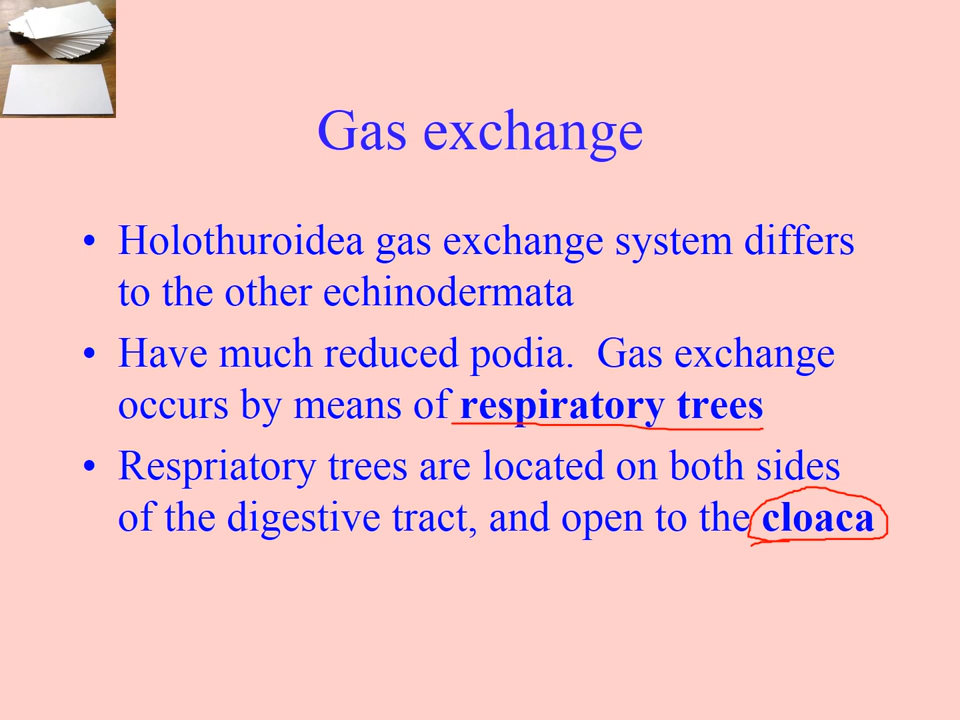 Gas exchange
• Holothuroidea gas exchange system differs
to the other echinodermata
• Have much reduced podia.  Gas exchange
occurs by means of respiratory trees
• Respriatory trees are located on both sides
of the digestive tract, and open to the cloaca